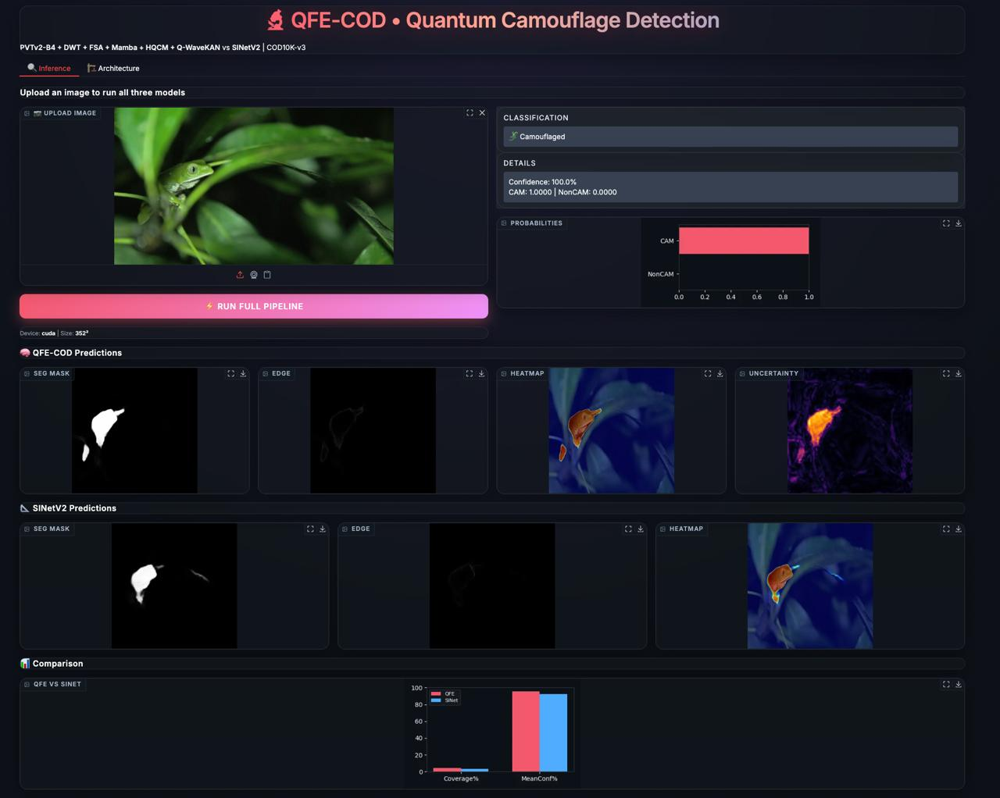 QFE-COD • Quantum Camouflage Detection
PVTv2-B4 + DWT + FSA + Mamba + HQCM + Q-WaveKAN vs SINetV2 | COD10K-v3
Inference
Architecture
Upload an image to run all three models
UPLOAD IMAGE
CLASSIFICATION
Camouflaged
DETAILS
Confidence: 100.0%
CAM: 1.0000 | NonCAM: 0.0000
PROBABILITIES
CAM
NonCAM
0.0 0.2 0.4 0.6 0.8 1.0
RUN FULL PIPELINE
Device: cuda | Size: 352²
QFE-COD Predictions
SEG MASK
EDGE
HEATMAP
UNCERTAINTY
SINetV2 Predictions
SEG MASK
EDGE
HEATMAP
Comparison
QFE VS SINET
100
80
60
40
20
0
QFE
SINet
Coverage% MeanConf%